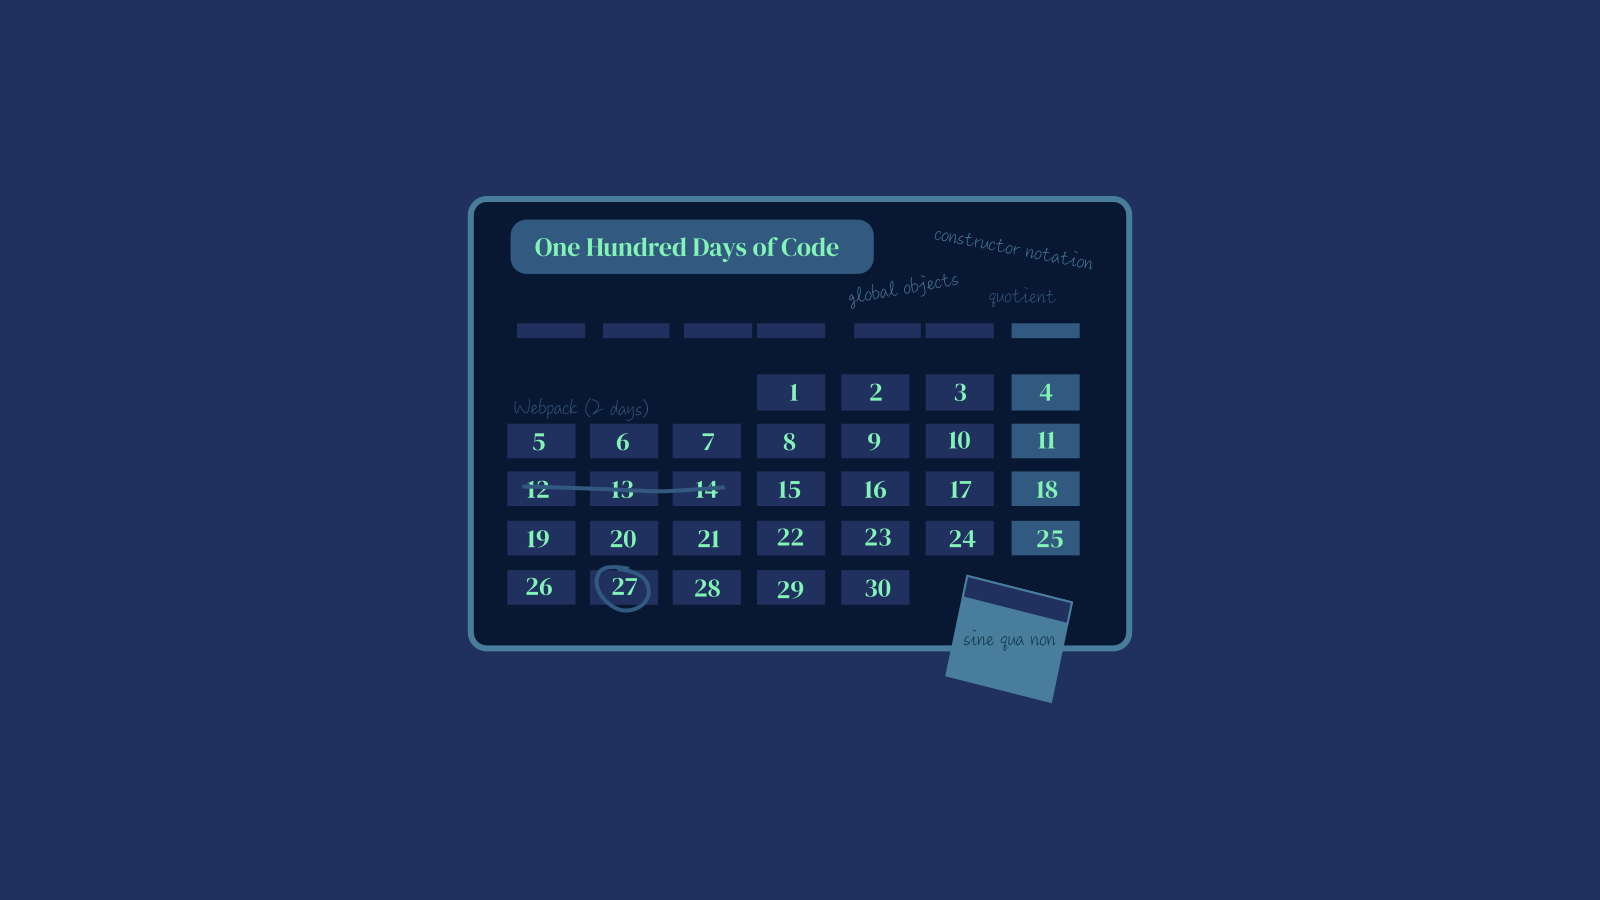 One Hundred Days of Code
constructor notation
global objects
quotient
1 2 3 4
Webpack (2 days)
5 6 7 8 9 10 11
12 13 14 15 16 17 18
19 20 21 22 23 24 25
26 27 28 29 30
sine qua non